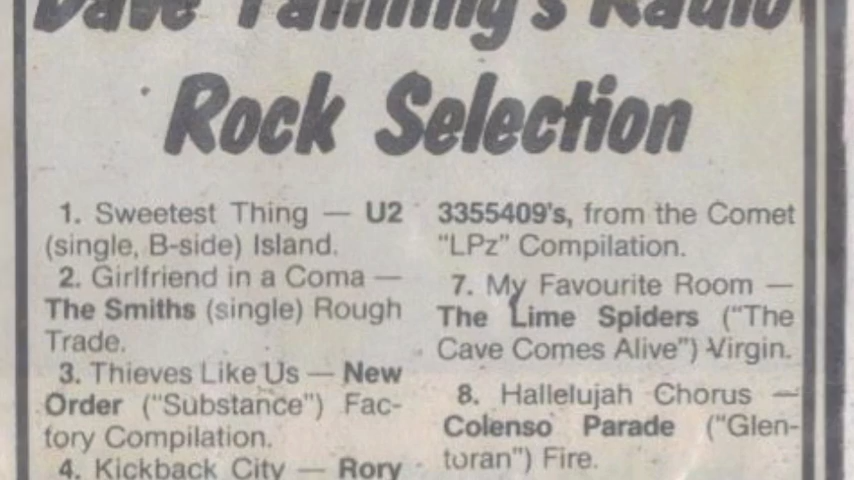 Dave Fanning's Radio
Rock Selection
1. Sweetest Thing — U2
(single, B-side) Island.
2. Girlfriend in a Coma —
The Smiths (single) Rough
Trade.
3. Thieves Like Us — New
Order ("Substance") Fac-
tory Compilation.
4. Kickback City — Rory
3355409's, from the Comet
"LPz" Compilation.
7. My Favourite Room —
The Lime Spiders ("The
Cave Comes Alive") Virgin.
8. Hallelujah Chorus —
Colenso Parade ("Glen-
toran") Fire.